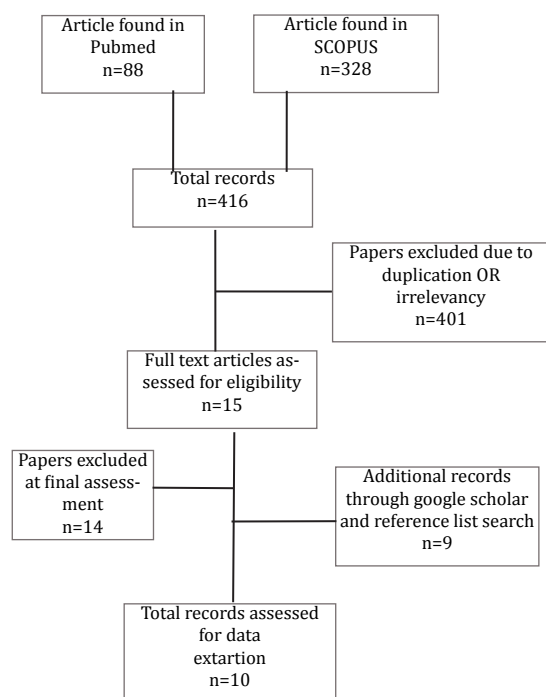 Article found in
Pubmed
n=88
Article found in
SCOPUS
n=328
Total records
n=416
Papers excluded due to
duplication OR
irrelevancy
n=401
Full text articles as-
sessed for eligibility
n=15
Papers excluded
at final assess-
ment
n=14
Additional records
through google scholar
and reference list search
n=9
Total records assessed
for data
extartion
n=10